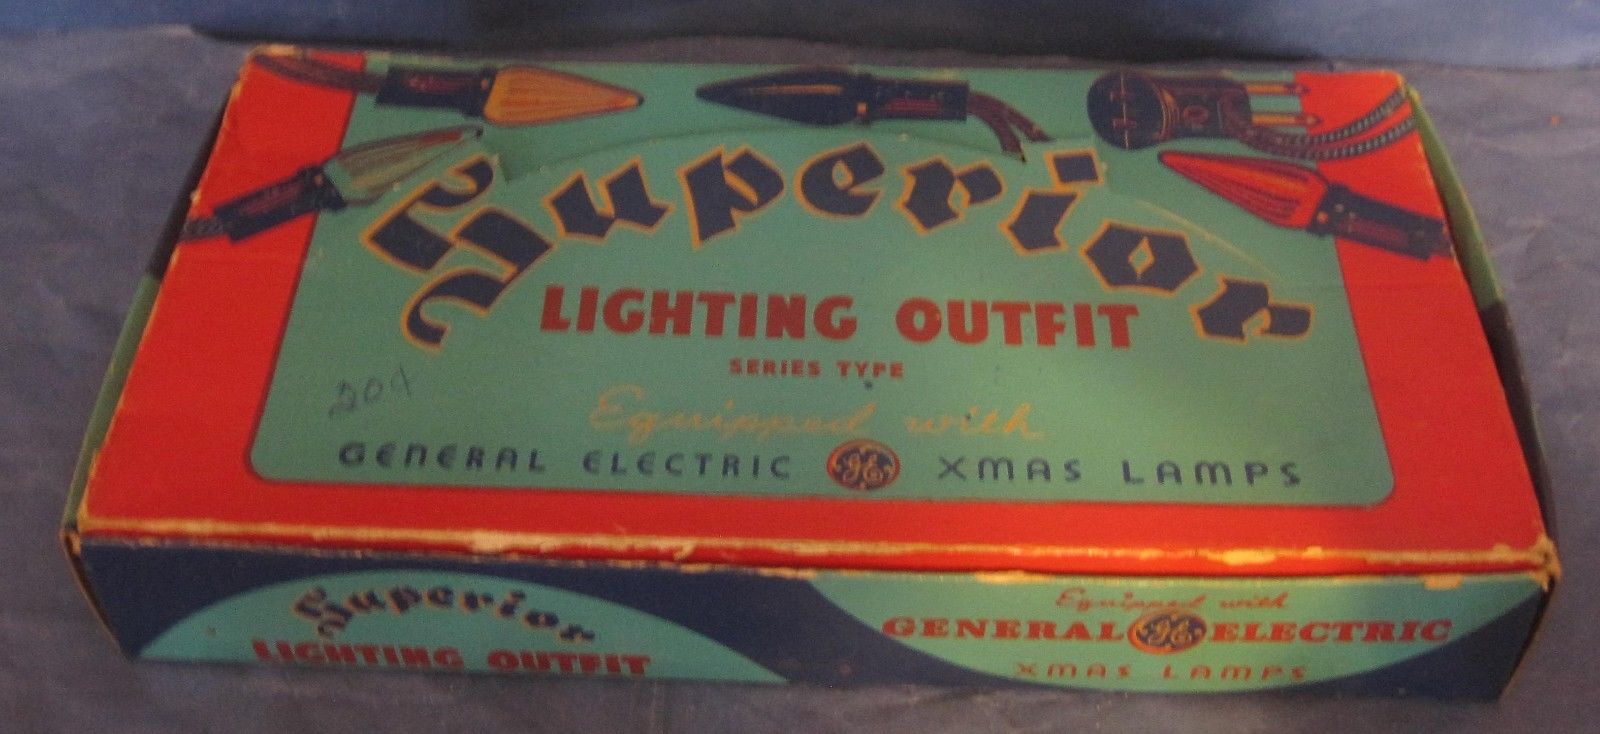 Superior
LIGHTING OUTFIT
SERIES TYPE
Equipped with
GENERAL ELECTRIC GE XMAS LAMPS
Superior
LIGHTING OUTFIT
Equipped with
GENERAL GE ELECTRIC
XMAS LAMPS